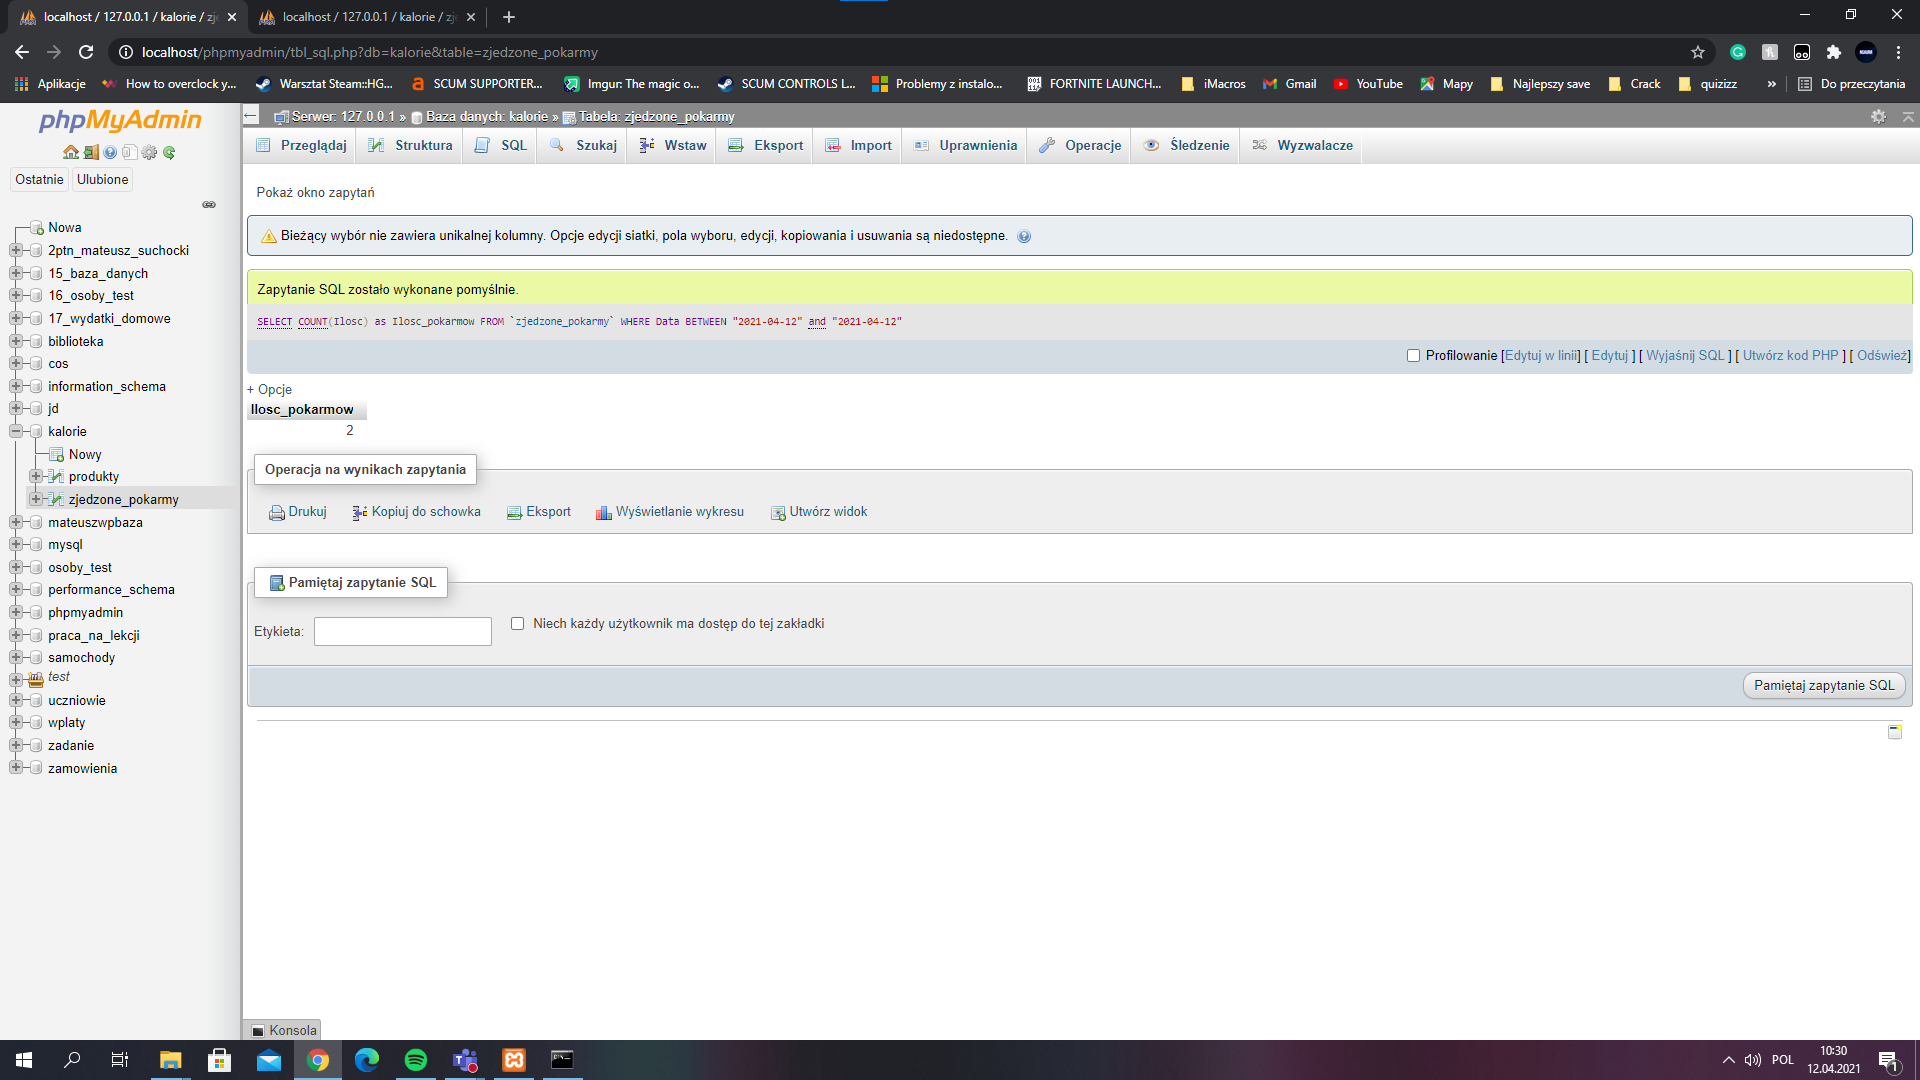 localhost / 127.0.0.1 / kalorie / zj
localhost / 127.0.0.1 / kalorie / zj
localhost/phpmyadmin/tbl_sql.php?db=kalorie&table=zjedzone_pokarmy
Aplikacje
How to overclock y...
Warsztat Steam::HG...
SCUM SUPPORTER...
Imgur: The magic o...
SCUM CONTROLS L...
Problemy z instalo...
FORTNITE LAUNCH...
iMacros
Gmail
YouTube
Mapy
Najlepszy save
Crack
quizizz
»
Do przeczytania
phpMyAdmin
Ostatnie
Ulubione
Nowa
2ptn_mateusz_suchocki
15_baza_danych
16_osoby_test
17_wydatki_domowe
biblioteka
cos
information_schema
jd
kalorie
Nowy
produkty
zjedzone_pokarmy
mateuszwpbaza
mysql
osoby_test
performance_schema
phpmyadmin
praca_na_lekcji
samochody
test
uczniowie
wplaty
zadanie
zamowienia
Serwer: 127.0.0.1 » Baza danych: kalorie » Tabela: zjedzone_pokarmy
Przeglądaj
Struktura
SQL
Szukaj
Wstaw
Eksport
Import
Uprawnienia
Operacje
Śledzenie
Wyzwalacze
Pokaż okno zapytań
Bieżący wybór nie zawiera unikalnej kolumny. Opcje edycji siatki, pola wyboru, edycji, kopiowania i usuwania są niedostępne.
Zapytanie SQL zostało wykonane pomyślnie.
SELECT COUNT(Ilosc) as Ilosc_pokarmow FROM `zjedzone_pokarmy` WHERE Data BETWEEN "2021-04-12" and "2021-04-12"
Profilowanie [Edytuj w linii] [ Edytuj ] [ Wyjaśnij SQL ] [ Utwórz kod PHP ] [ Odśwież]
+ Opcje
Ilosc_pokarmow
2
Operacja na wynikach zapytania
Drukuj
Kopiuj do schowka
Eksport
Wyświetlanie wykresu
Utwórz widok
Pamiętaj zapytanie SQL
Etykieta:
Niech każdy użytkownik ma dostęp do tej zakładki
Pamiętaj zapytanie SQL
Konsola
POL
10:30
12.04.2021
1